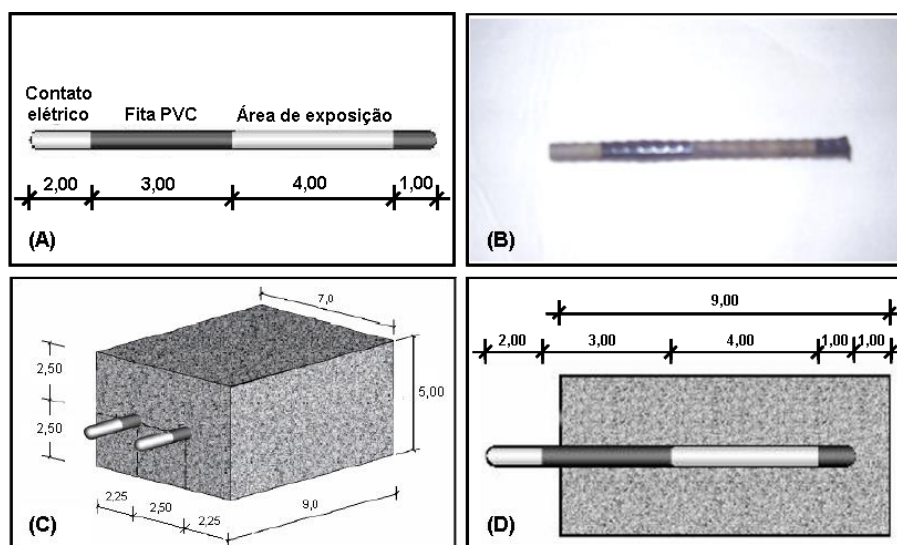 Contato
elétrico
Fita PVC
Área de exposição
2,00 3,00 4,00 1,00
(A)
(B)
7,0
2,50
5,00
2,50
2,25
2,50
2,25
9,0
(C)
9,00
2,00 3,00 4,00 1,00 1,00
(D)